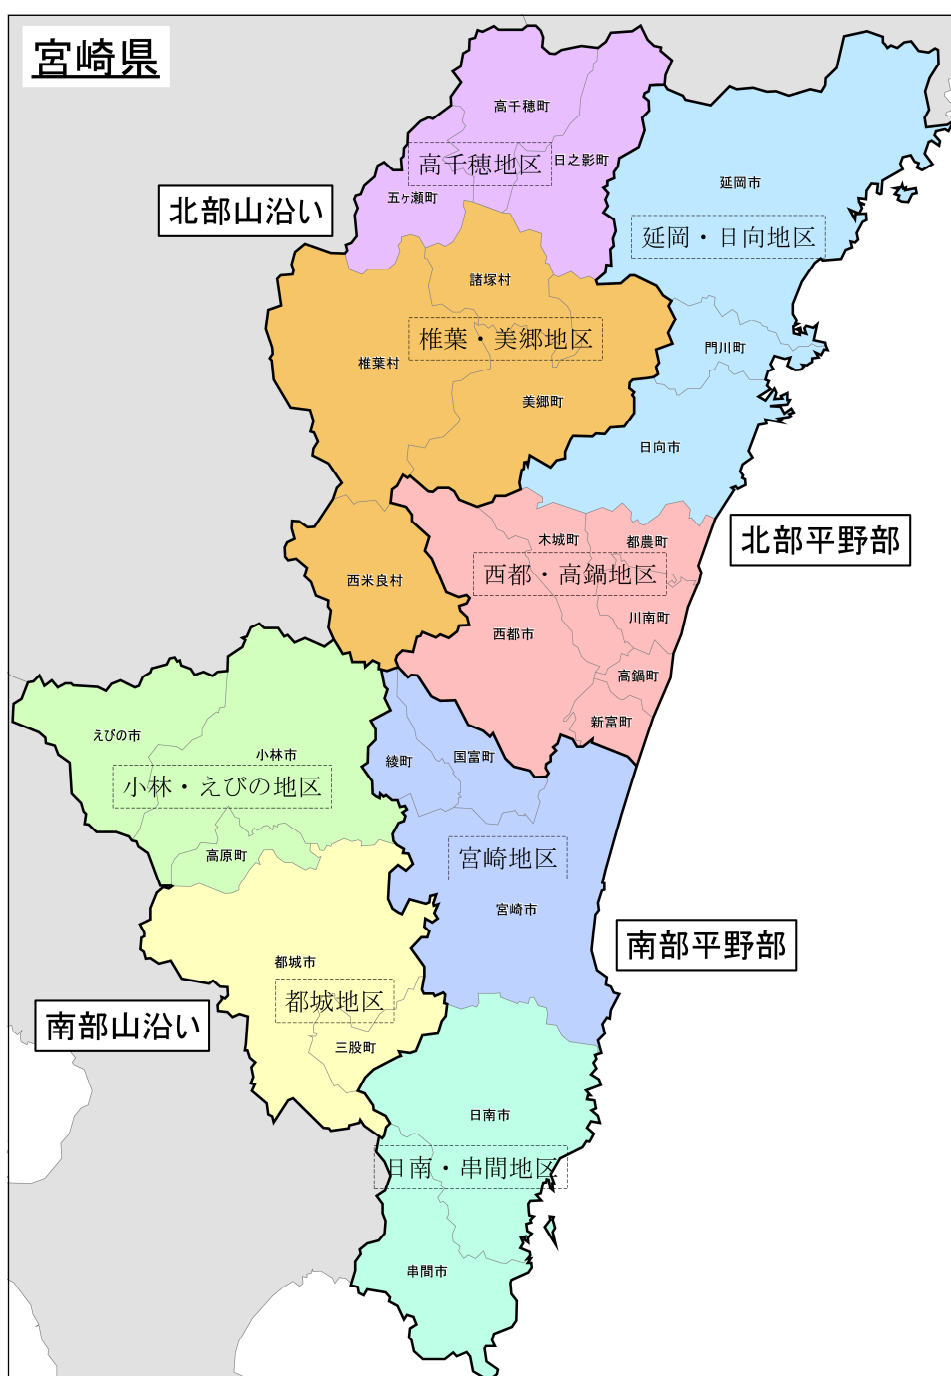 宮崎県
高千穂町
日之影町
高千穂地区
五ヶ瀬町
延岡市
北部山沿い
延岡・日向地区
諸塚村
椎葉・美郷地区
門川町
椎葉村
美郷町
日向市
木城町
都農町
北部平野部
西都・高鍋地区
西米良村
川南町
西都市
高鍋町
新富町
えびの市
小林市
国富町
綾町
小林・えびの地区
高原町
宮崎地区
宮崎市
南部平野部
都城市
都城地区
南部山沿い
三股町
日南市
日南・串間地区
串間市